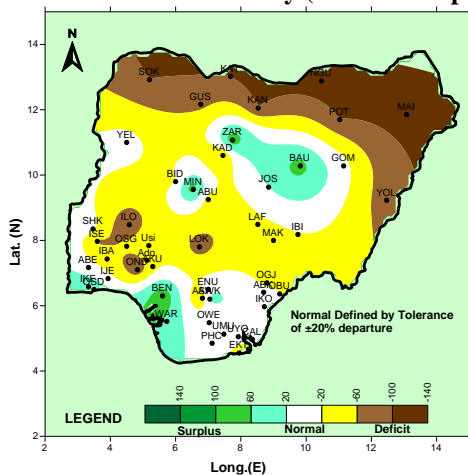 N
14
12
10
8
6
4
2
Lat. (N)
SOK
KAT
NGU
GUS
KAN
POT
MAI
YEL
ZAR
KAD
BAU
GOM
BID
MIN
JOS
ABU
YOL
SHK
ILO
LAF
IBI
ISE
OSG
Usi
LOK
MAK
IBA
Ado
ABE
OND
AKU
IJE
IKE
OSD
BEN
ENU
AWK
OGJ
OBU
IKO
WAR
OWE
UMU
UYO
CAL
PHC
EKT
Normal Defined by Tolerance
of ±20% departure
LEGEND
140
100
60
20
-20
-60
-100
-140
Surplus
Normal
Deficit
2
4
6
8
10
12
14
Long.(E)